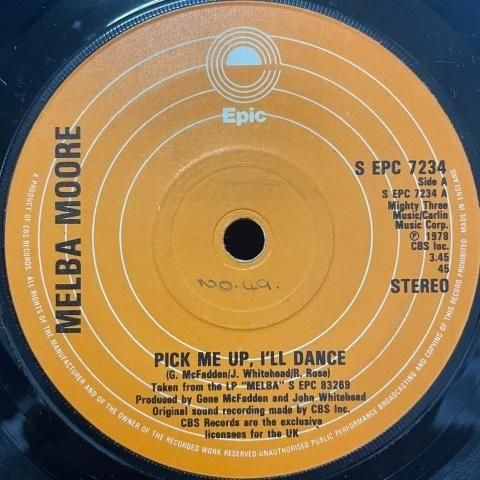 Epic
MELBA MOORE
S EPC 7234
Side A
S EPC 7234 A
Mighty Three
Music/Carlin
Music Corp.
℗ 1978
CBS Inc.
3.45
45
STEREO
NO. 49.
PICK ME UP, I'LL DANCE
(G. McFadden/J. Whitehead/R. Rose)
Taken from the LP "MELBA" S EPC 83269
Produced by Gene McFadden and John Whitehead
Original sound recording made by CBS Inc.
CBS Records are the exclusive
licensees for the UK
A PRODUCT OF CBS RECORDS. ALL RIGHTS OF THE MANUFACTURER AND OF THE OWNER OF THE RECORDED WORK RESERVED-UNAUTHORISED PUBLIC PERFORMANCE BROADCASTING AND COPYING OF THIS RECORD PROHIBITED MADE IN ENGLAND